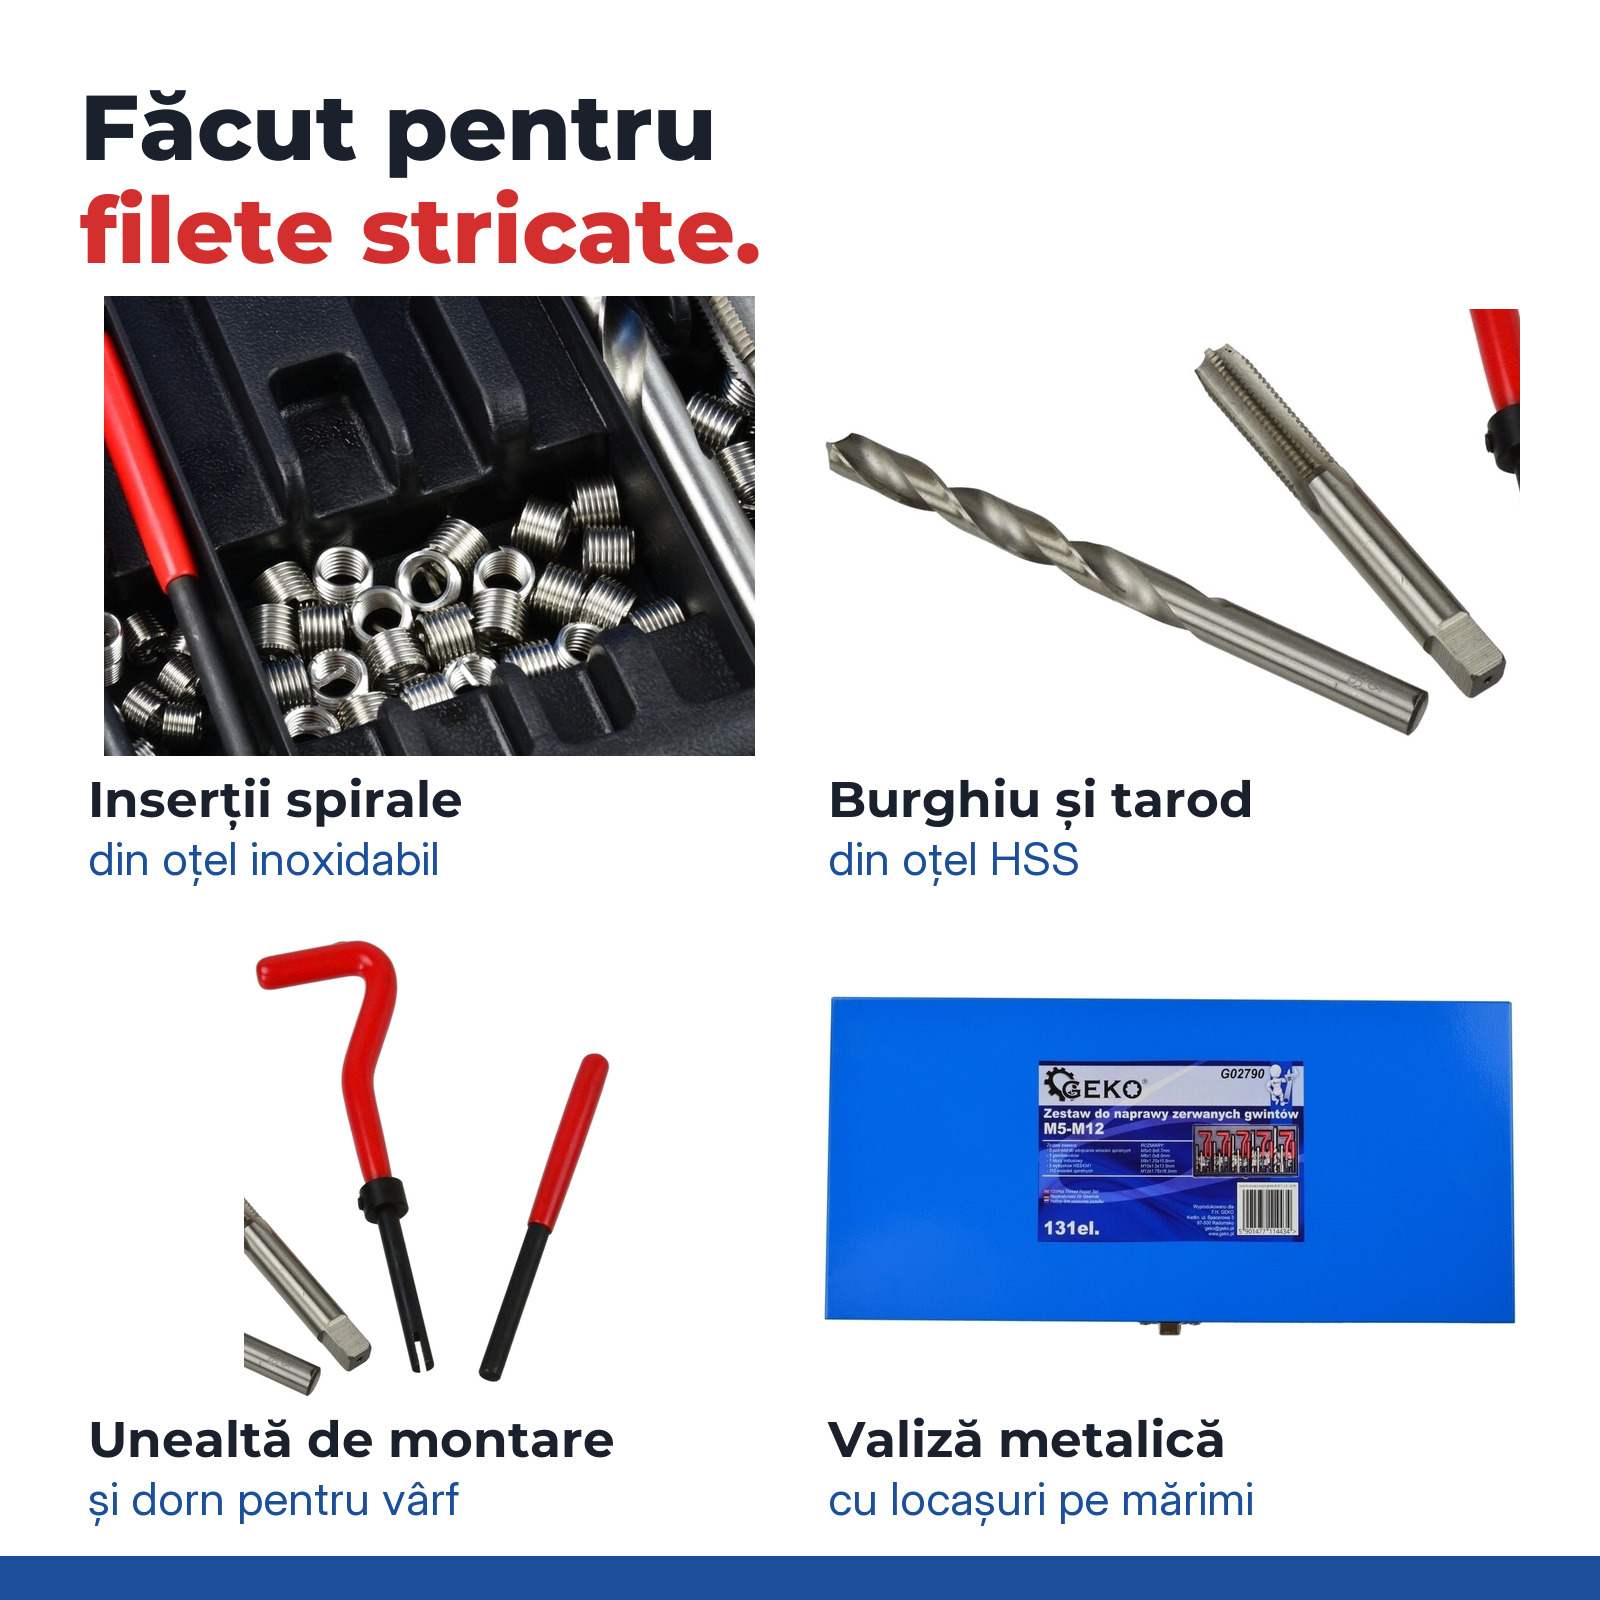 Făcut pentru
filete stricate.
Inserții spirale
din oțel inoxidabil
Burghiu și tarod
din oțel HSS
Unealtă de montare
și dorn pentru vârf
GEKO
G02790
Zestaw do naprawy zerwanych gwintów
M5-M12
131el.
Valiză metalică
cu locașuri pe mărimi